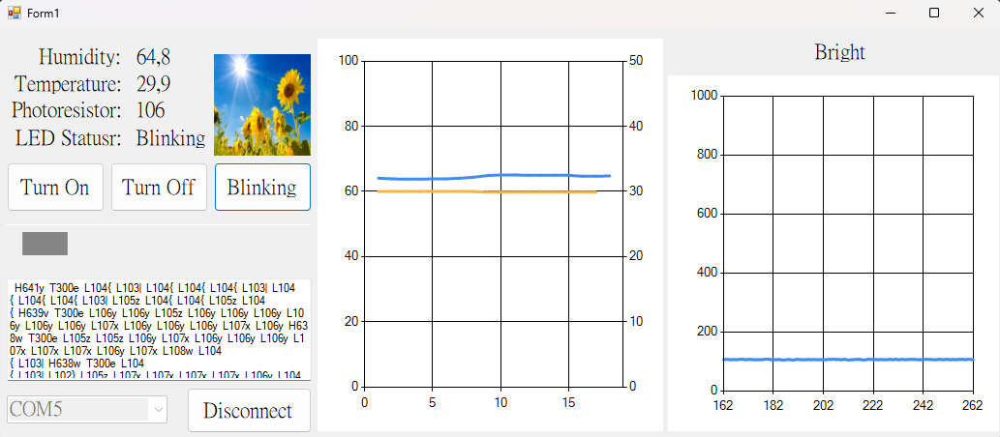 Form1
Humidity: 64,8
Temperature: 29,9
Photoresistor: 106
LED Statusr: Blinking
Turn On Turn Off Blinking
H641y T300e L104{ L103| L104{ L104{ L104{ L103| L104
{ L104{ L104{ L103| L105z L104{ L104{ L105z L104
{ H639v T300e L106y L106y L105z L106y L106y L106y L10
6y L106y L106y L107x L106y L106y L106y L107x L106y H63
8w T300e L105z L105z L106y L107x L106y L106y L106y L1
07x L107x L107x L106y L107x L108w L104
{ L103| H638w T300e L104
{ L103| L102} L105z L107x L107x L107x L107x L106y L104
COM5
Disconnect
100
80
60
40
20
0
50
40
30
20
10
0
0 5 10 15
Bright
1000
800
600
400
200
0
162 182 202 222 242 262